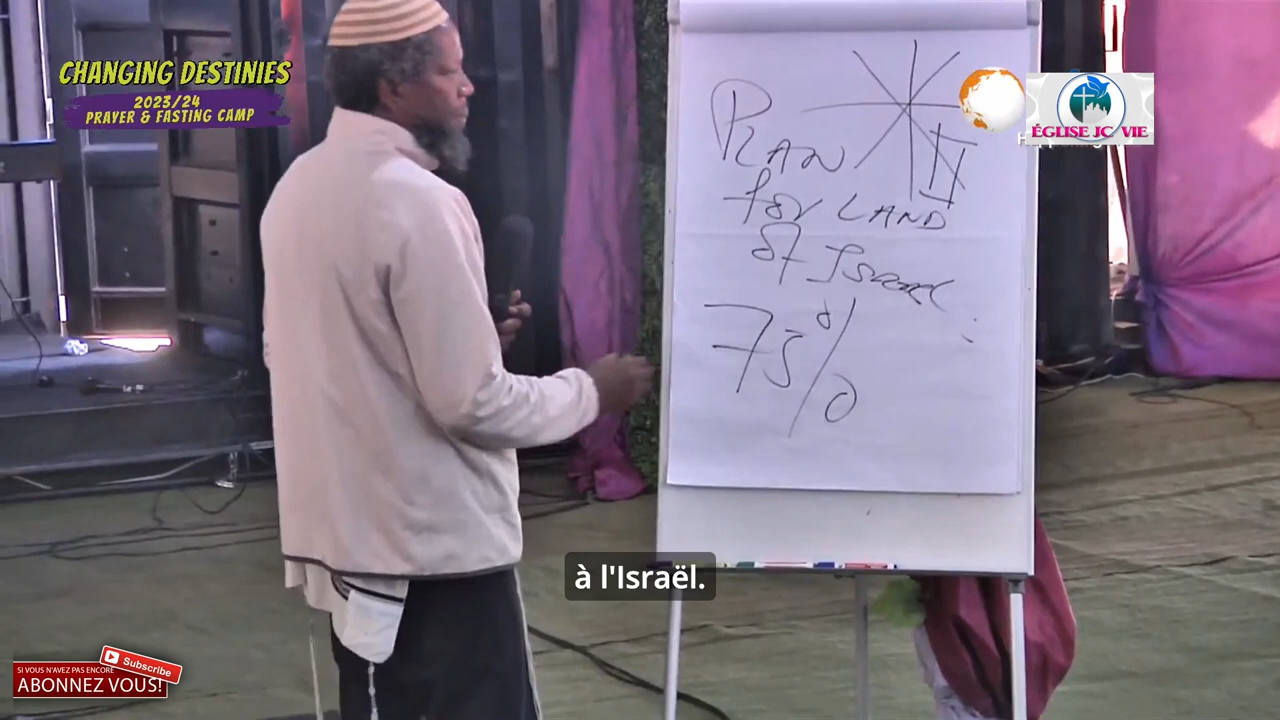 CHANGING DESTINIES
2023/24
PRAYER & FASTING CAMP
ÉGLISE JC VIE
PLAN
for LAND
of Israel
75%
à l'Israël.
SI VOUS N'AVEZ PAS ENCORE
Subscribe
ABONNEZ VOUS!